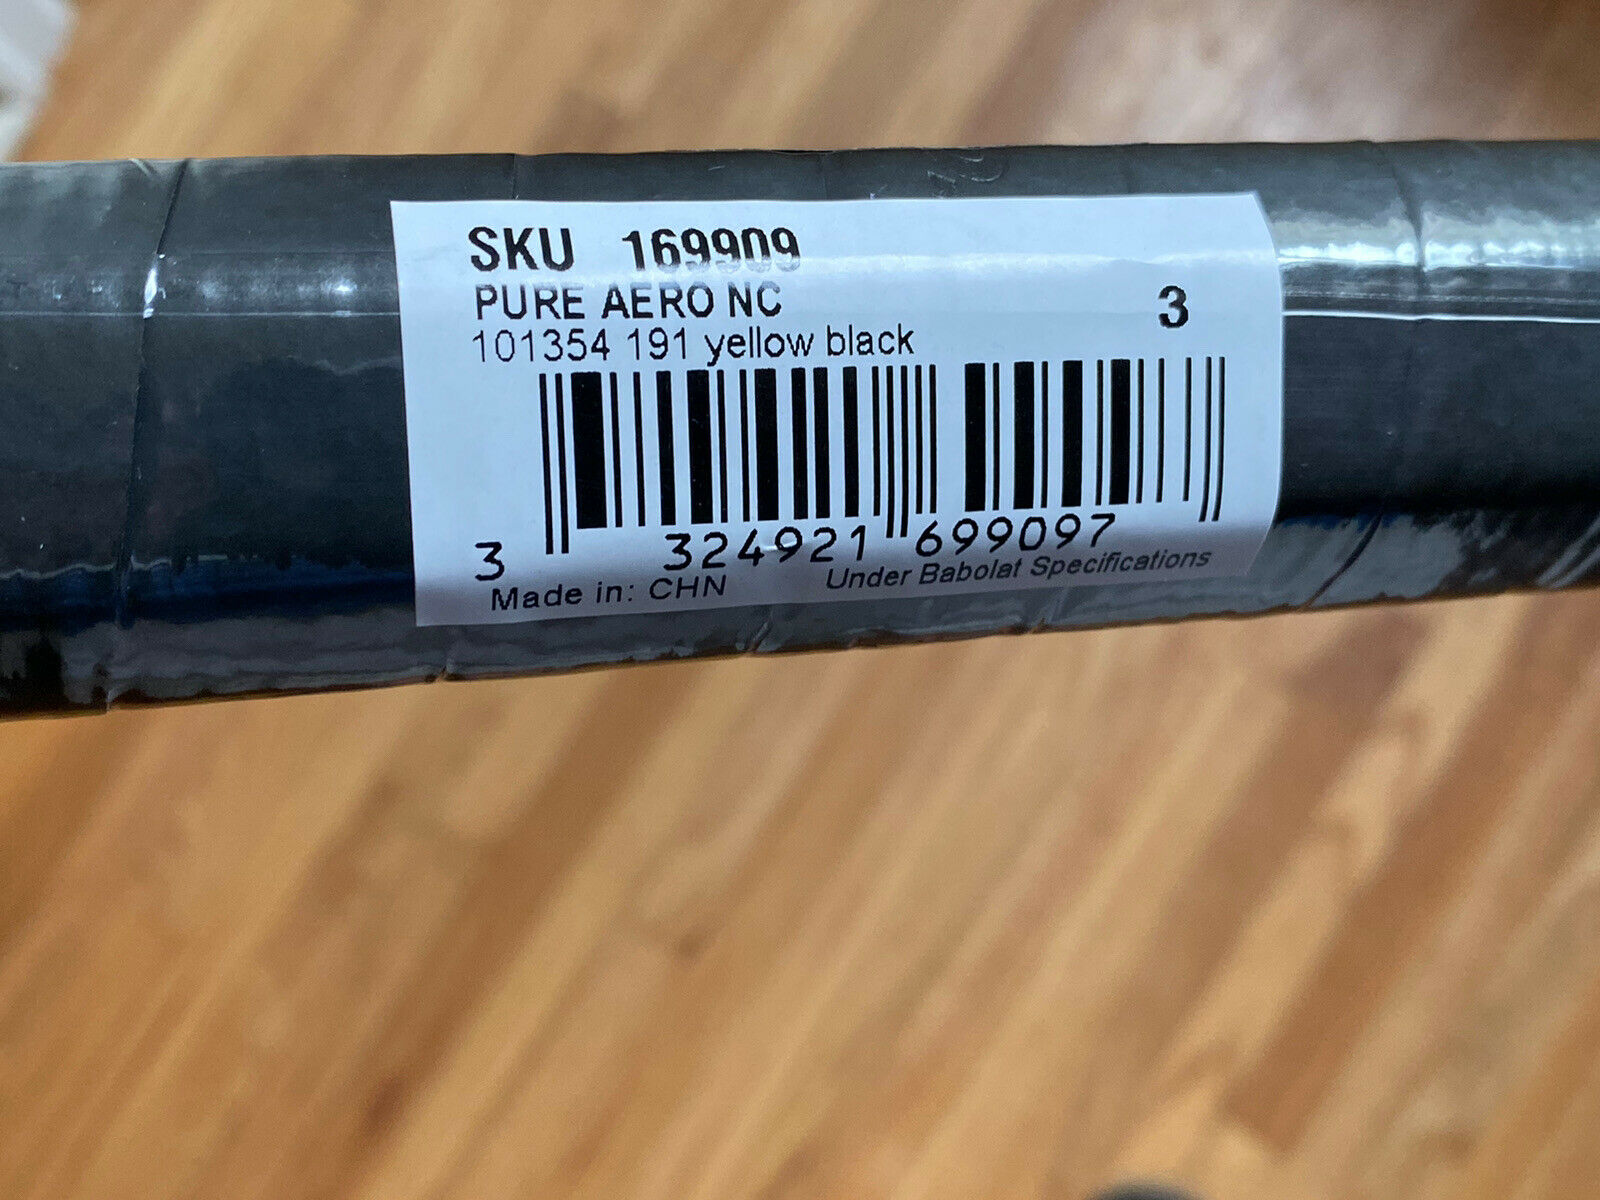 SKU 169909
PURE AERO NC
3
101354 191 yellow black
3 324921 699097
Made in: CHN Under Babolat Specifications